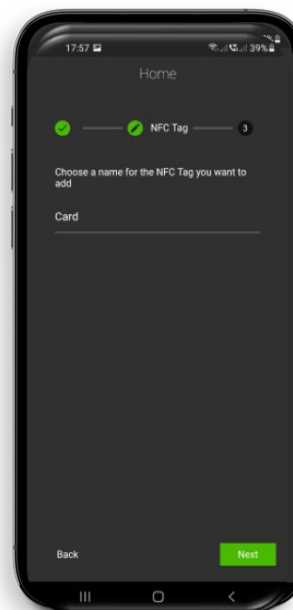 17:57 39%
Home
NFC Tag 3
Choose a name for the NFC Tag you want to
add
Card
Back Next